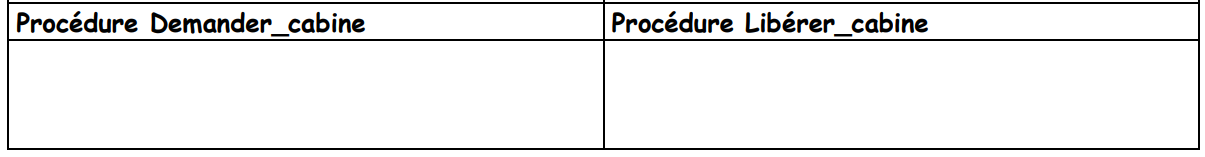 Procédure Demander_cabine
Procédure Libérer_cabine